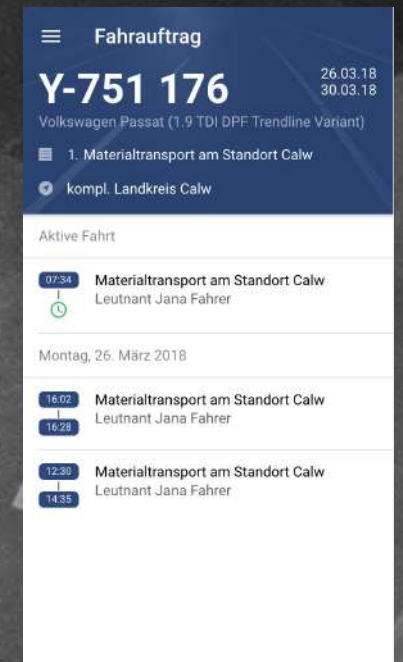 Fahrauftrag
Y-751 176
26.03.18
30.03.18
Volkswagen Passat (1.9 TDI DPF Trendline Variant)
1. Materialtransport am Standort Calw
kompl. Landkreis Calw
Aktive Fahrt
07:34
Materialtransport am Standort Calw
Leutnant Jana Fahrer
Montag, 26. März 2018
16:02
Materialtransport am Standort Calw
Leutnant Jana Fahrer
16:28
12:30
Materialtransport am Standort Calw
Leutnant Jana Fahrer
14:35